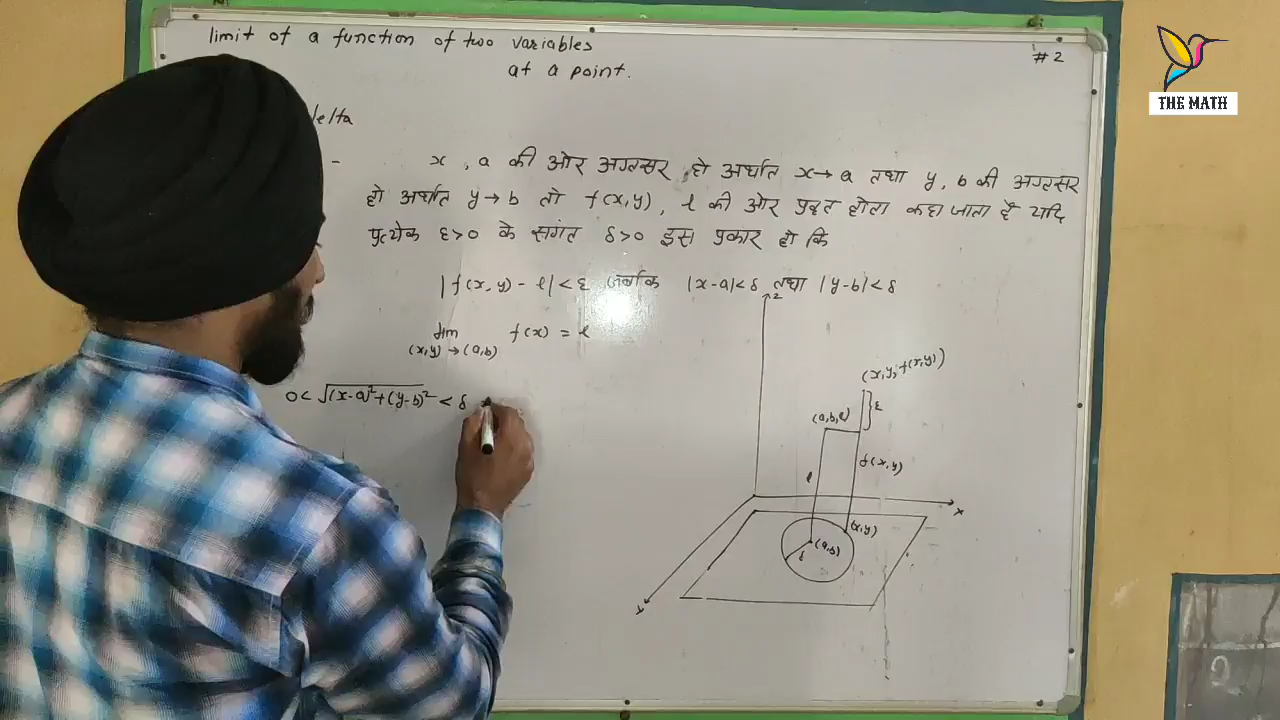 limit of a function of two variables
at a point.
#2
THE MATH
elta
- x, a की ओर अग्रसर हो अर्थात x→a तथा y, b की अग्रसर
हो अर्थात y→b तो f(x,y), ℓ की ओर प्रवृत होता कहा जाता है यदि
प्रत्येक ε>0 के संगत δ>0 इस प्रकार हो कि
|f(x,y) - ℓ| < ε जबकि |x-a|<δ तथा |y-b|<δ
lim f(x) = ℓ
(x,y)→(a,b)
0< √(x-a)²+(y-b)² < δ
z
(x,y,f(x,y))
(a,b,ℓ) ε
ℓ f(x,y)
x
(x,y)
(a,b)
y